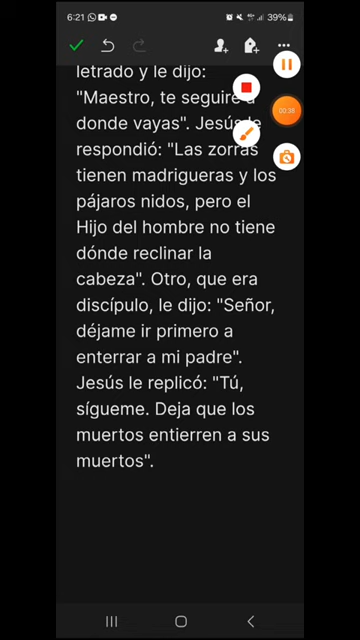 6:21 39%
letrado y le dijo:
"Maestro, te seguiré a
donde vayas". Jesús le
respondió: "Las zorras
tienen madrigueras y los
pájaros nidos, pero el
Hijo del hombre no tiene
dónde reclinar la
cabeza". Otro, que era
discípulo, le dijo: "Señor,
déjame ir primero a
enterrar a mi padre".
Jesús le replicó: "Tú,
sígueme. Deja que los
muertos entierren a sus
muertos".
00:38